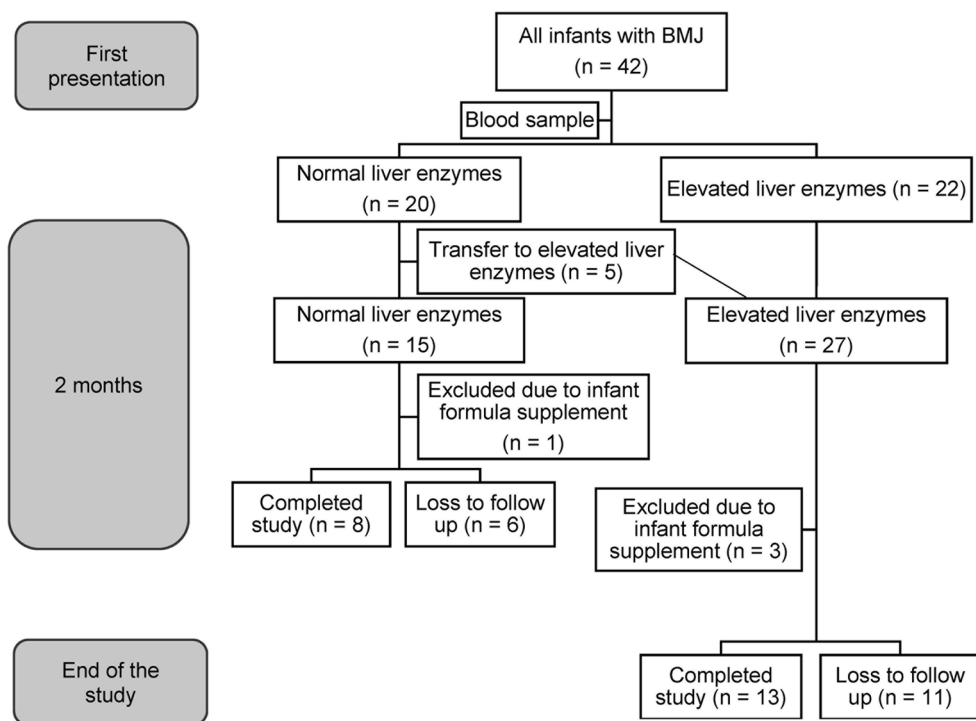 First
presentation
All infants with BMJ
(n = 42)
Blood sample
Normal liver enzymes
(n = 20)
Elevated liver enzymes (n = 22)
Transfer to elevated liver
enzymes (n = 5)
2 months
Normal liver enzymes
(n = 15)
Elevated liver enzymes
(n = 27)
Excluded due to infant
formula supplement
(n = 1)
Completed
study (n = 8)
Loss to follow
up (n = 6)
Excluded due to
infant formula
supplement (n = 3)
End of the
study
Completed
study (n = 13)
Loss to follow
up (n = 11)